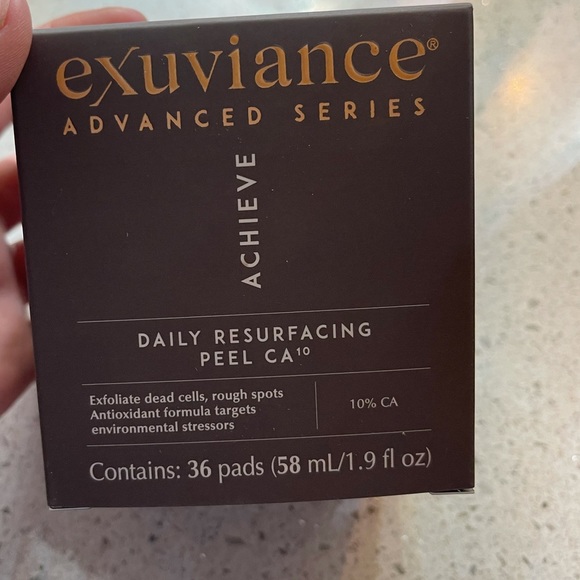 exuviance®
ADVANCED SERIES
ACHIEVE
DAILY RESURFACING
PEEL CA¹⁰
Exfoliate dead cells, rough spots
Antioxidant formula targets
environmental stressors
10% CA
Contains: 36 pads (58 mL/1.9 fl oz)